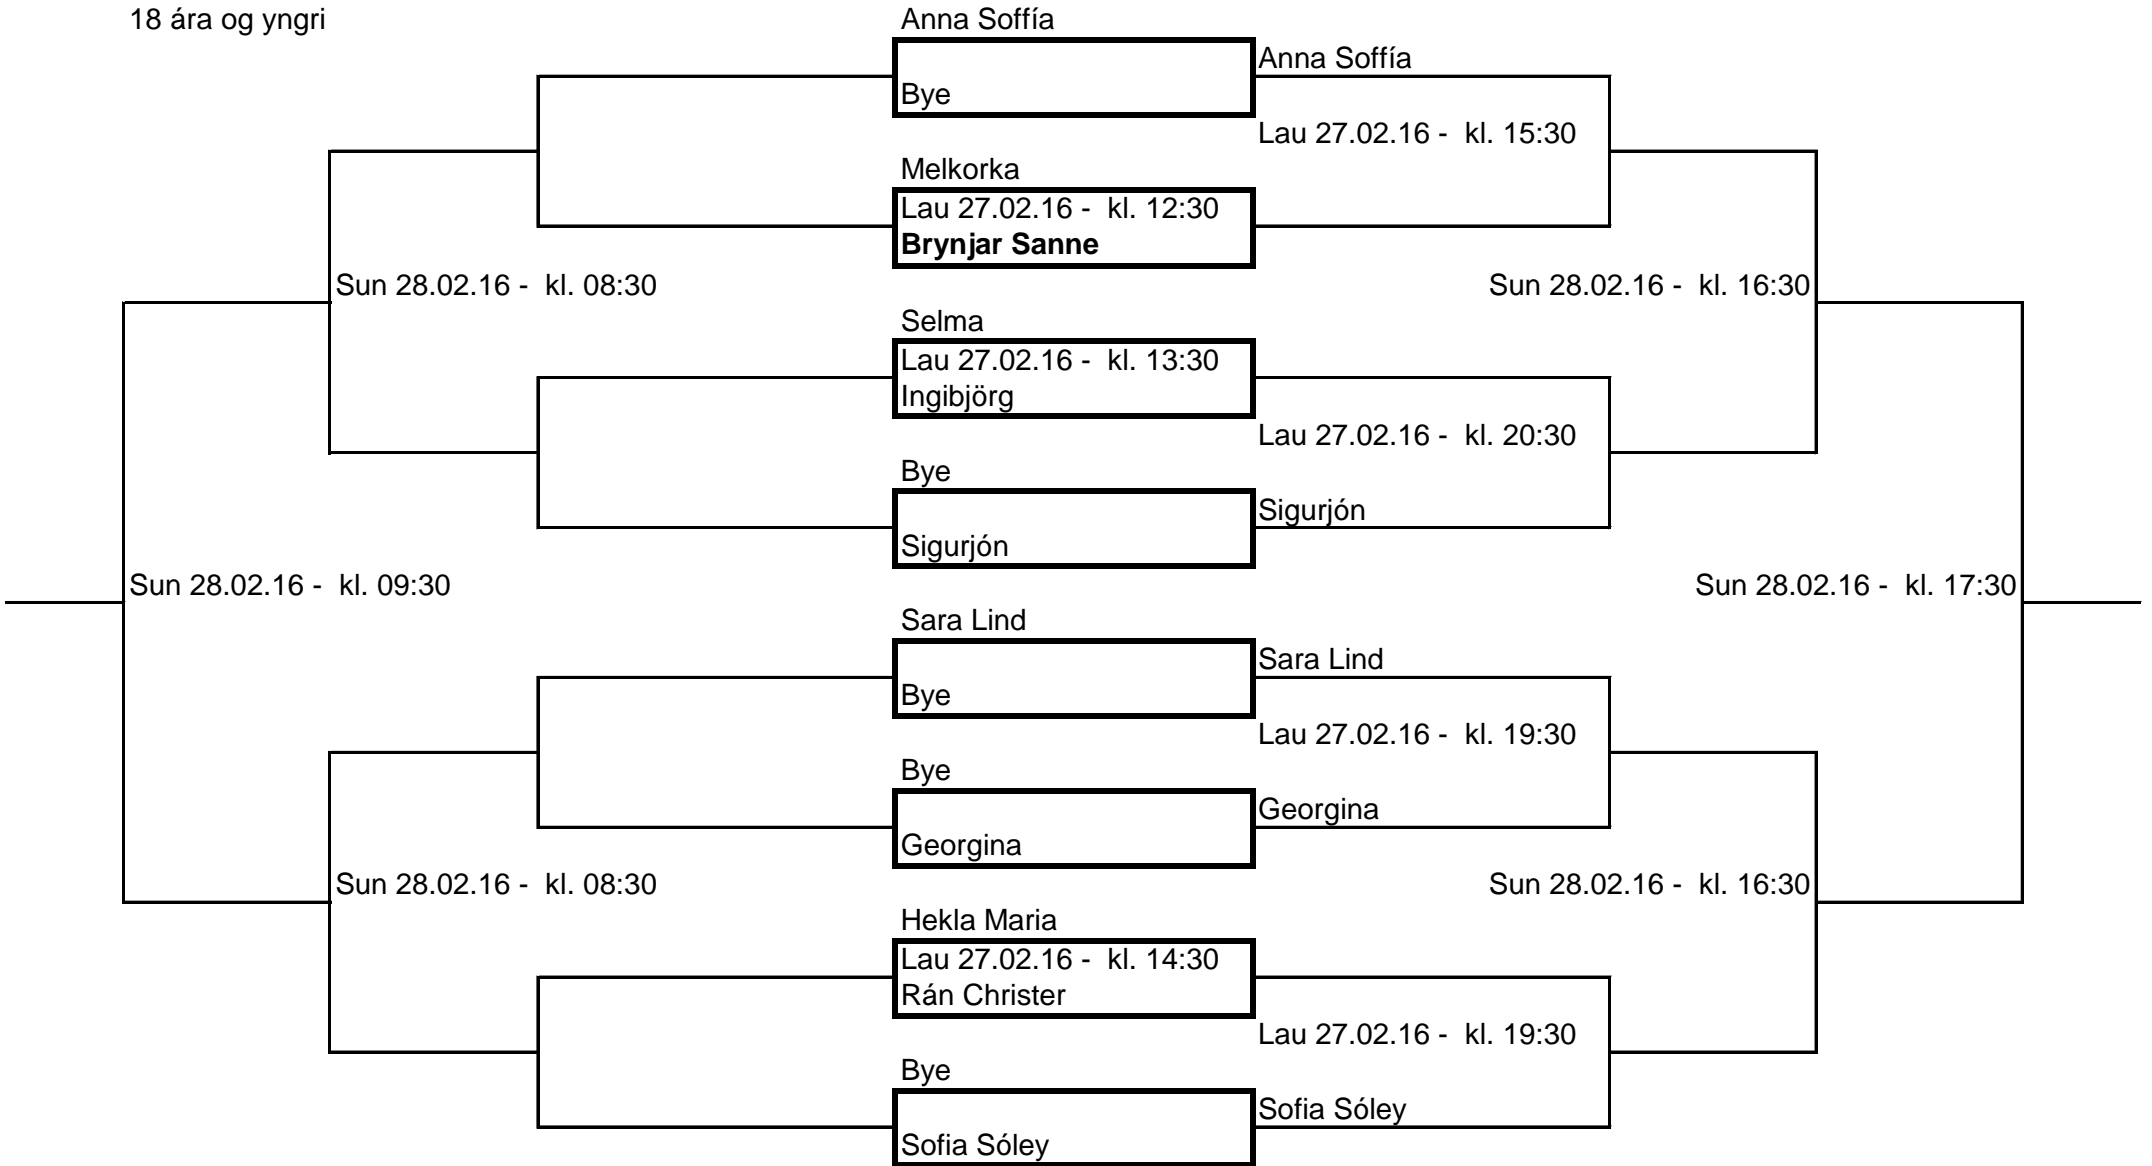 18 ára og yngri
Anna Soffía
Anna Soffía
Bye
Lau 27.02.16 -  kl. 15:30
Melkorka
Lau 27.02.16 -  kl. 12:30
Brynjar Sanne
Sun 28.02.16 -  kl. 08:30
Sun 28.02.16 -  kl. 16:30
Selma
Lau 27.02.16 -  kl. 13:30
Ingibjörg
Lau 27.02.16 -  kl. 20:30
Bye
Sigurjón
Sigurjón
Sun 28.02.16 -  kl. 09:30
Sun 28.02.16 -  kl. 17:30
Sara Lind
Sara Lind
Bye
Lau 27.02.16 -  kl. 19:30
Bye
Georgina
Georgina
Sun 28.02.16 -  kl. 08:30
Sun 28.02.16 -  kl. 16:30
Hekla Maria
Lau 27.02.16 -  kl. 14:30
Rán Christer
Lau 27.02.16 -  kl. 19:30
Bye
Sofia Sóley
Sofia Sóley